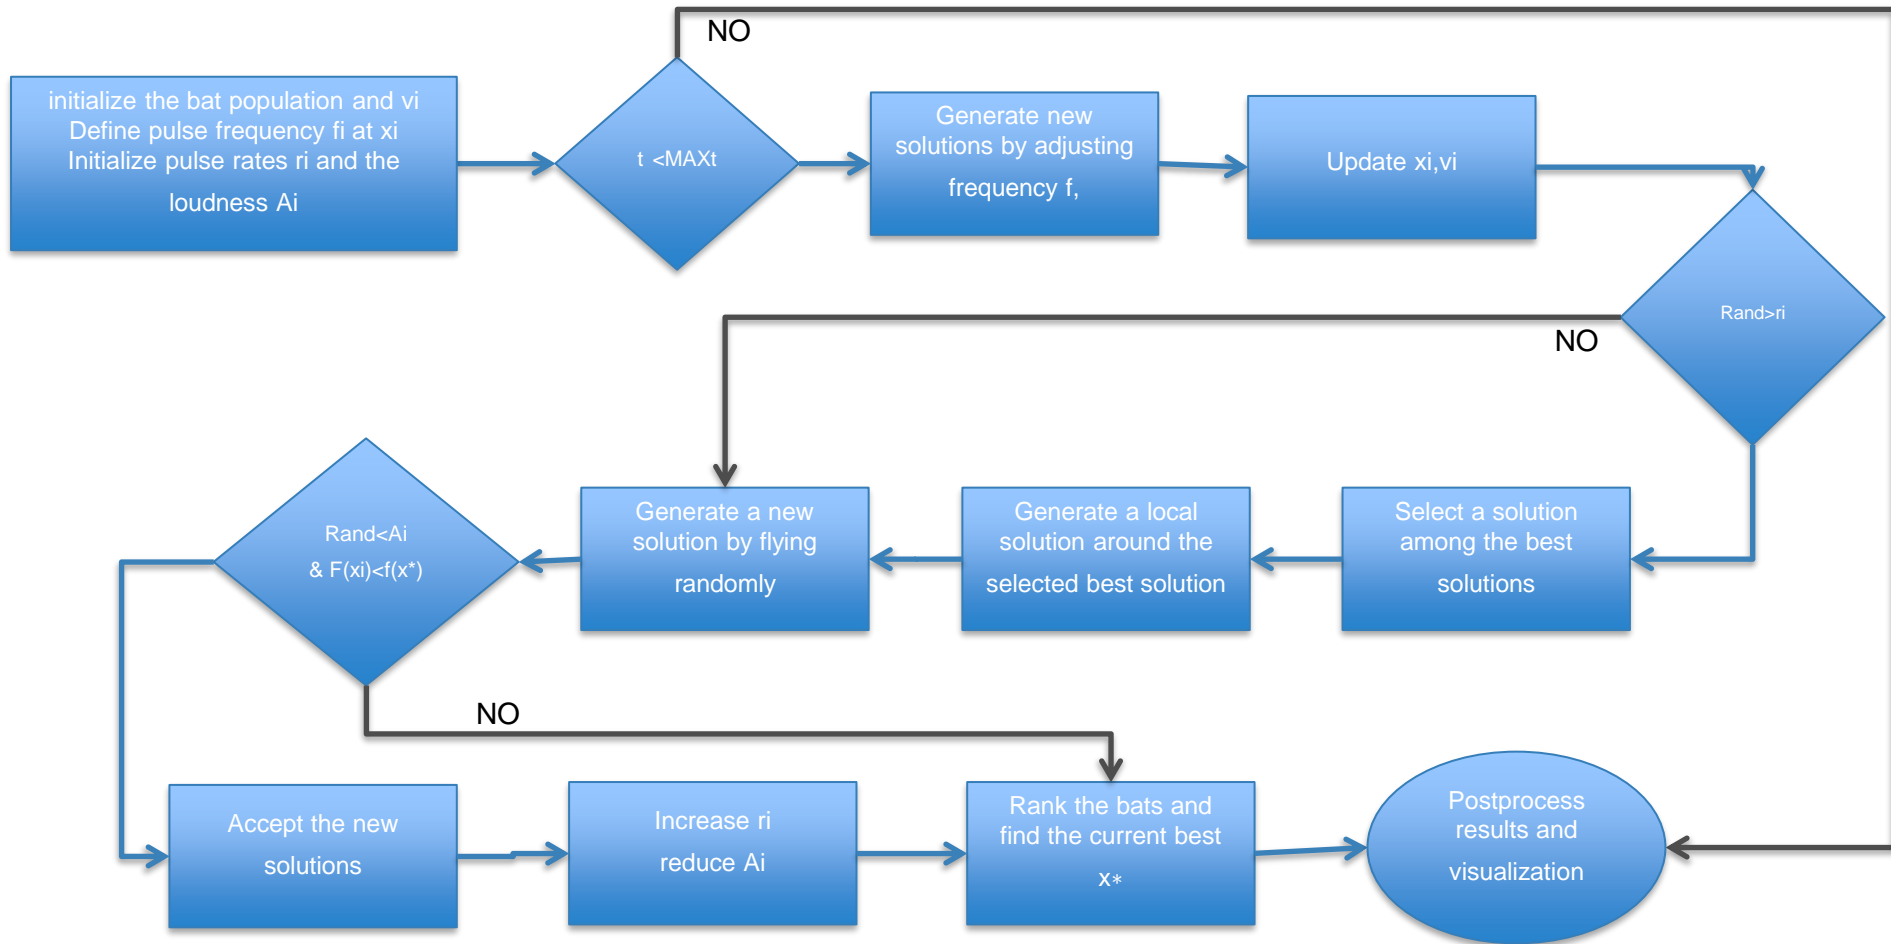 NO
initialize the bat population and vi
Define pulse frequency fi at xi
Initialize pulse rates ri and the
loudness Ai
t <MAXt
Generate new
solutions by adjusting
frequency f,
Update xi,vi
Rand>ri
NO
Rand<Ai
& F(xi)<f(x*)
Generate a new
solution by flying
randomly
Generate a local
solution around the
selected best solution
Select a solution
among the best
solutions
NO
Accept the new
solutions
Increase ri
reduce Ai
Rank the bats and
find the current best
x*
Postprocess
results and
visualization